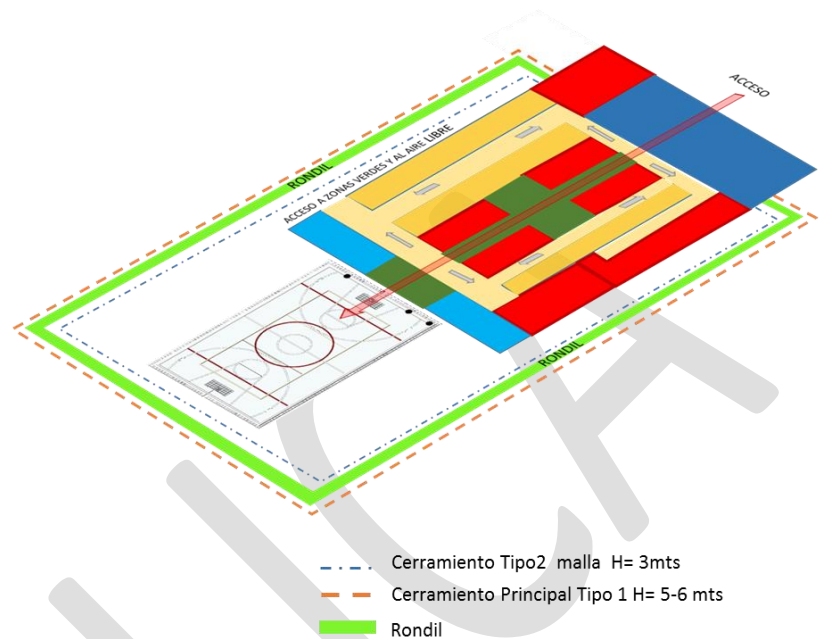 ACCESO
RONDIL
ACCESO A ZONAS VERDES Y AL AIRE LIBRE
RONDIL
Cerramiento Tipo2 malla H= 3mts
Cerramiento Principal Tipo 1 H= 5-6 mts
Rondil